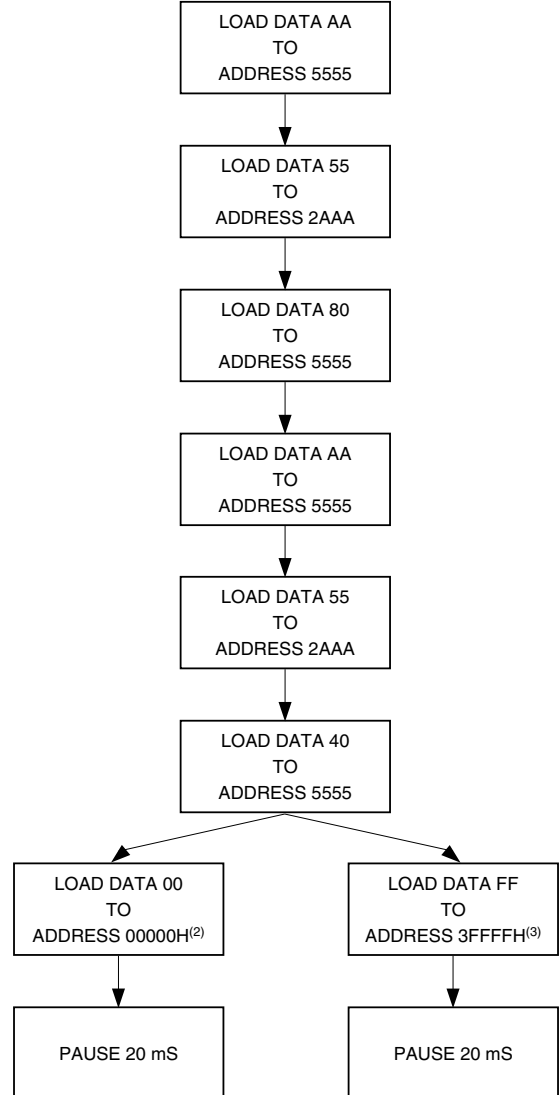 LOAD DATA AA
TO
ADDRESS 5555
LOAD DATA 55
TO
ADDRESS 2AAA
LOAD DATA 80
TO
ADDRESS 5555
LOAD DATA AA
TO
ADDRESS 5555
LOAD DATA 55
TO
ADDRESS 2AAA
LOAD DATA 40
TO
ADDRESS 5555
LOAD DATA 00
TO
ADDRESS 00000H(2)
PAUSE 20 mS
LOAD DATA FF
TO
ADDRESS 3FFFFH(3)
PAUSE 20 mS